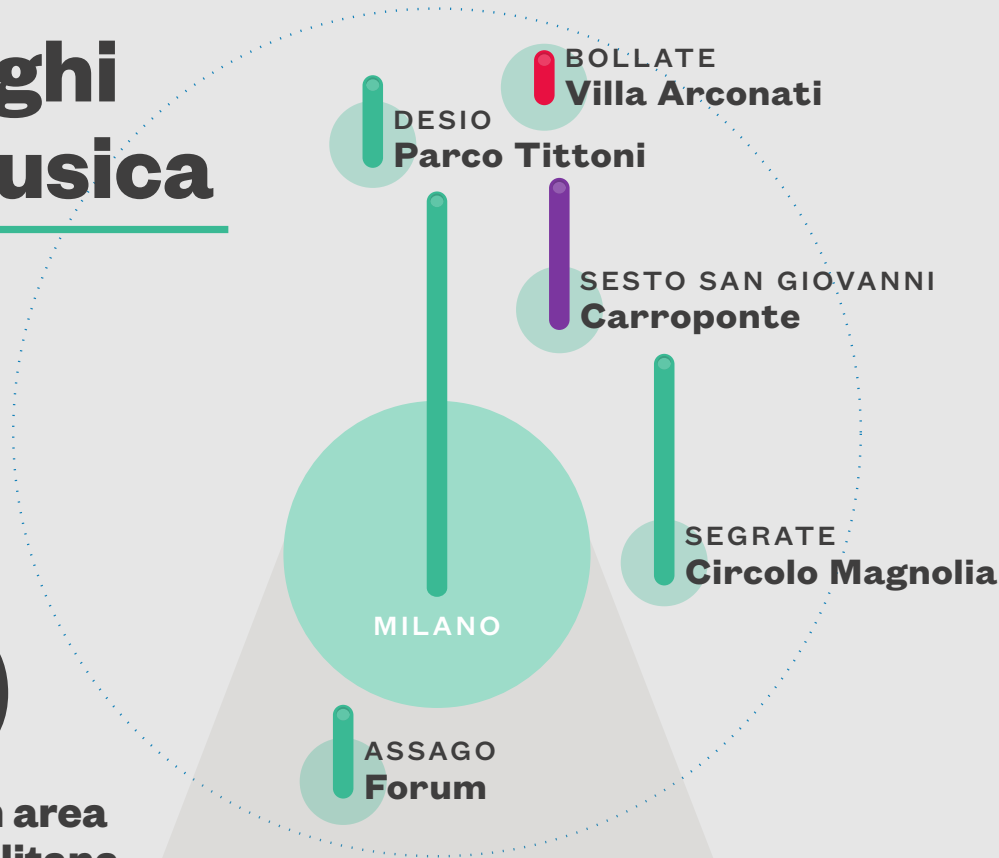 ghi
usica
BOLLATE
Villa Arconati
DESIO
Parco Tittoni
SESTO SAN GIOVANNI
Carroponte
SEGRATE
Circolo Magnolia
MILANO
ASSAGO
Forum
area